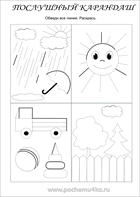 ПОСЛУШНЫЙ КАРАНДАШ
Обведи все линии. Раскрась.
www.pochemu4ka.ru